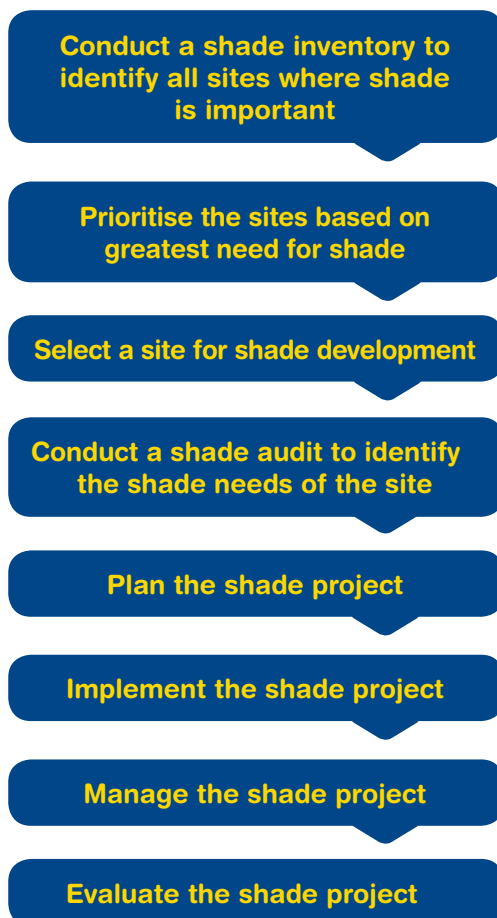 Conduct a shade inventory to
identify all sites where shade
is important
Prioritise the sites based on
greatest need for shade
Select a site for shade development
Conduct a shade audit to identify
the shade needs of the site
Plan the shade project
Implement the shade project
Manage the shade project
Evaluate the shade project